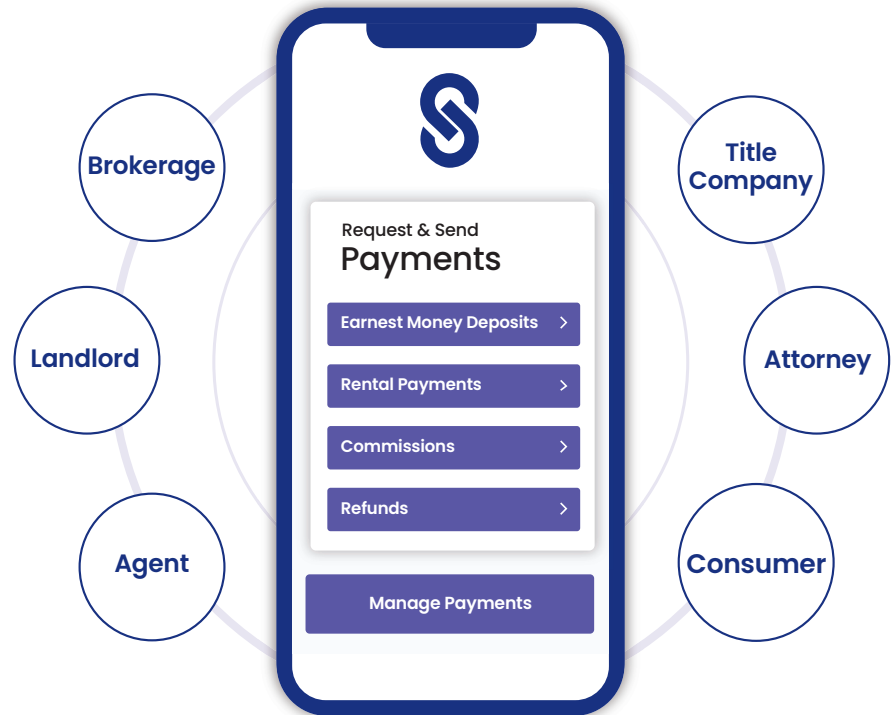 Brokerage
Landlord
Agent
Request & Send
Payments
Earnest Money Deposits
Rental Payments
Commissions
Refunds
Manage Payments
Title
Company
Attorney
Consumer